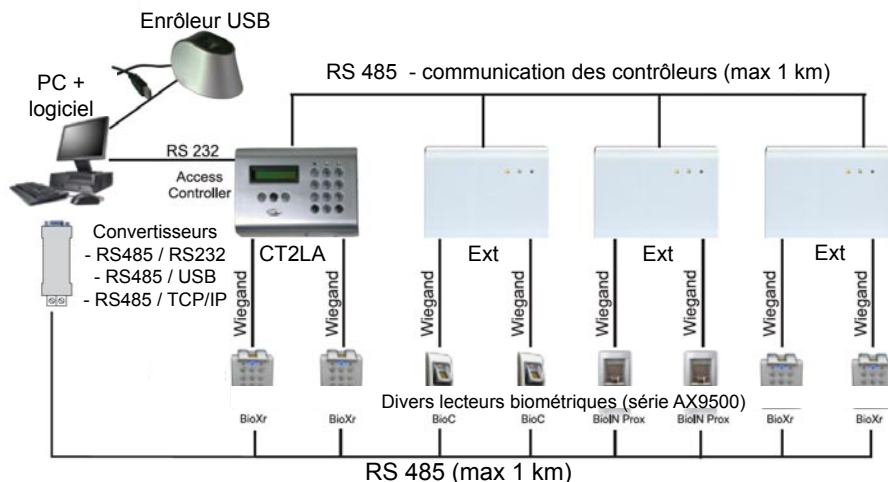 Enrôleur USB
PC +
logiciel
RS 485 - communication des contrôleurs (max 1 km)
RS 232
Access
Controller
Convertisseurs
- RS485 / RS232
- RS485 / USB
- RS485 / TCP/IP
CT2LA
Ext
Ext
Ext
Wiegand
Wiegand
Wiegand
Wiegand
Wiegand
Wiegand
Wiegand
Wiegand
Divers lecteurs biométriques (série AX9500)
BioXr
BioXr
BioC
BioC
BioIN Prox
BioIN Prox
BioXr
BioXr
RS 485 (max 1 km)